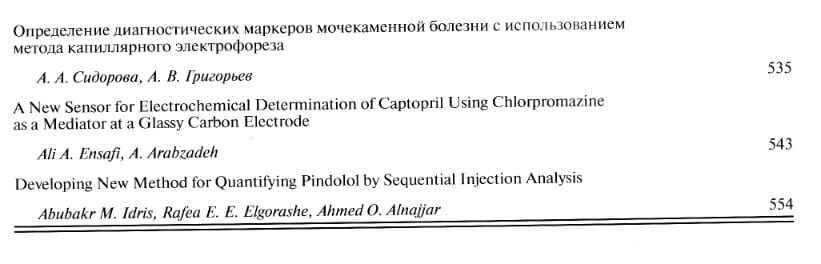 Определение диагностических маркеров мочекаменной болезни с использованием
метода капиллярного электрофореза
А. А. Сидорова, А. В. Григорьев 535
A New Sensor for Electrochemical Determination of Captopril Using Chlorpromazine
as a Mediator at a Glassy Carbon Electrode
Ali A. Ensafi, A. Arabzadeh 543
Developing New Method for Quantifying Pindolol by Sequential Injection Analysis
Abubakr M. Idris, Rafea E. E. Elgorashe, Ahmed O. Alnajjar 554